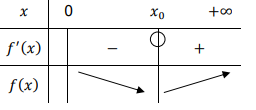 x 0 x₀ +∞
f′(x) − +
f(x)